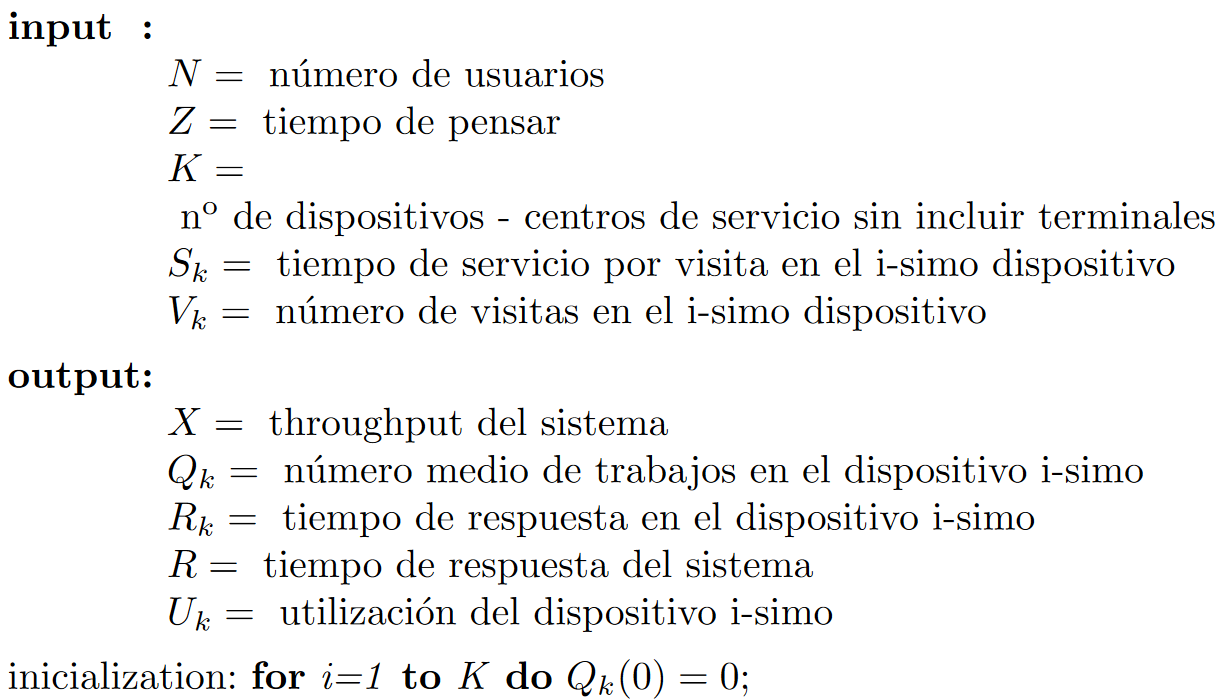 input :
N = número de usuarios
Z = tiempo de pensar
K =
nº de dispositivos - centros de servicio sin incluir terminales
S_k = tiempo de servicio por visita en el i-simo dispositivo
V_k = número de visitas en el i-simo dispositivo
output:
X = throughput del sistema
Q_k = número medio de trabajos en el dispositivo i-simo
R_k = tiempo de respuesta en el dispositivo i-simo
R = tiempo de respuesta del sistema
U_k = utilización del dispositivo i-simo
inicialization: for i=1 to K do Q_k(0) = 0;